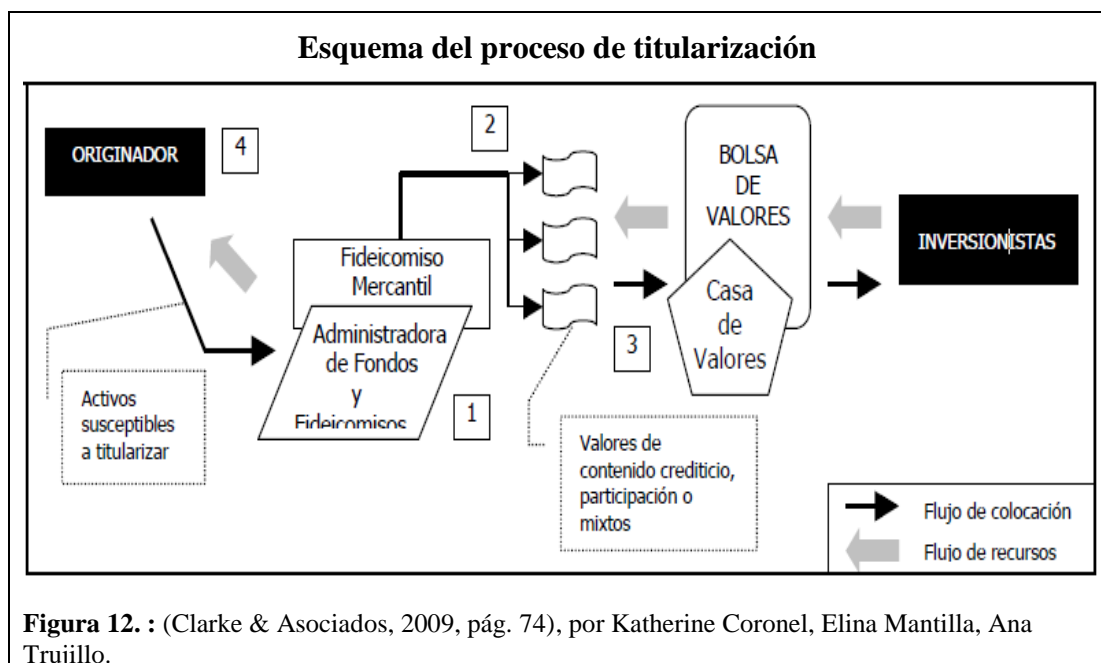 Esquema del proceso de titularización
ORIGINADOR
4
2
BOLSA
DE
VALORES
INVERSIONISTAS
Fideicomiso
Mercantil
Administradora
de Fondos
y
Fideicomisos
1
3
Casa
de
Valores
Activos
susceptibles
a titularizar
Valores de
contenido crediticio,
participación o
mixtos
Flujo de colocación
Flujo de recursos
Figura 12. : (Clarke & Asociados, 2009, pág. 74), por Katherine Coronel, Elina Mantilla, Ana
Trujillo.